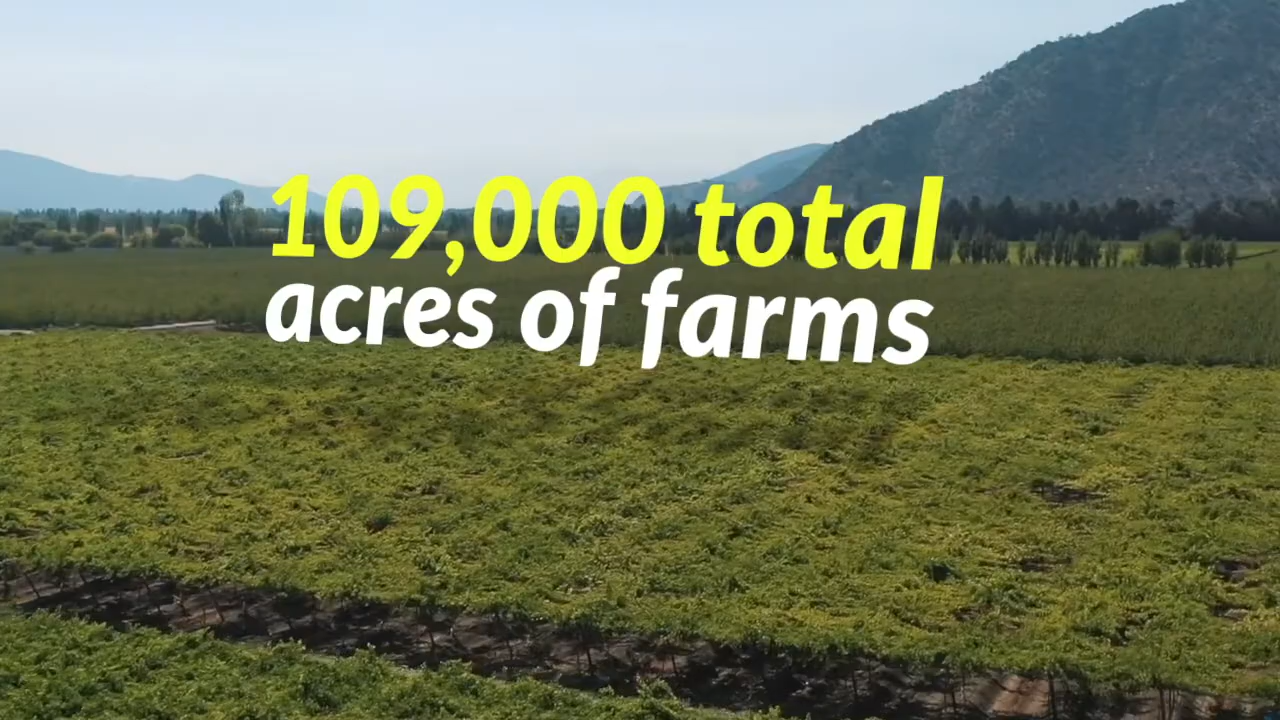 109,000 total
acres of farms